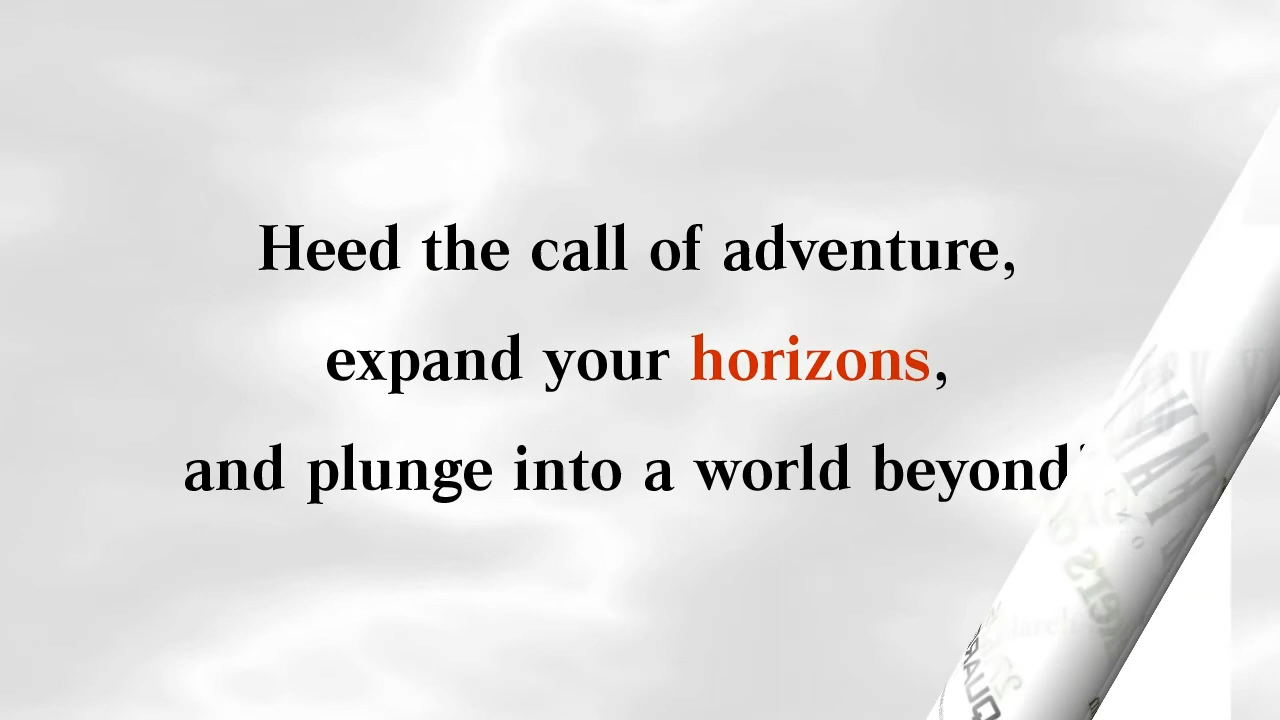 Heed the call of adventure,
expand your horizons,
and plunge into a world beyond